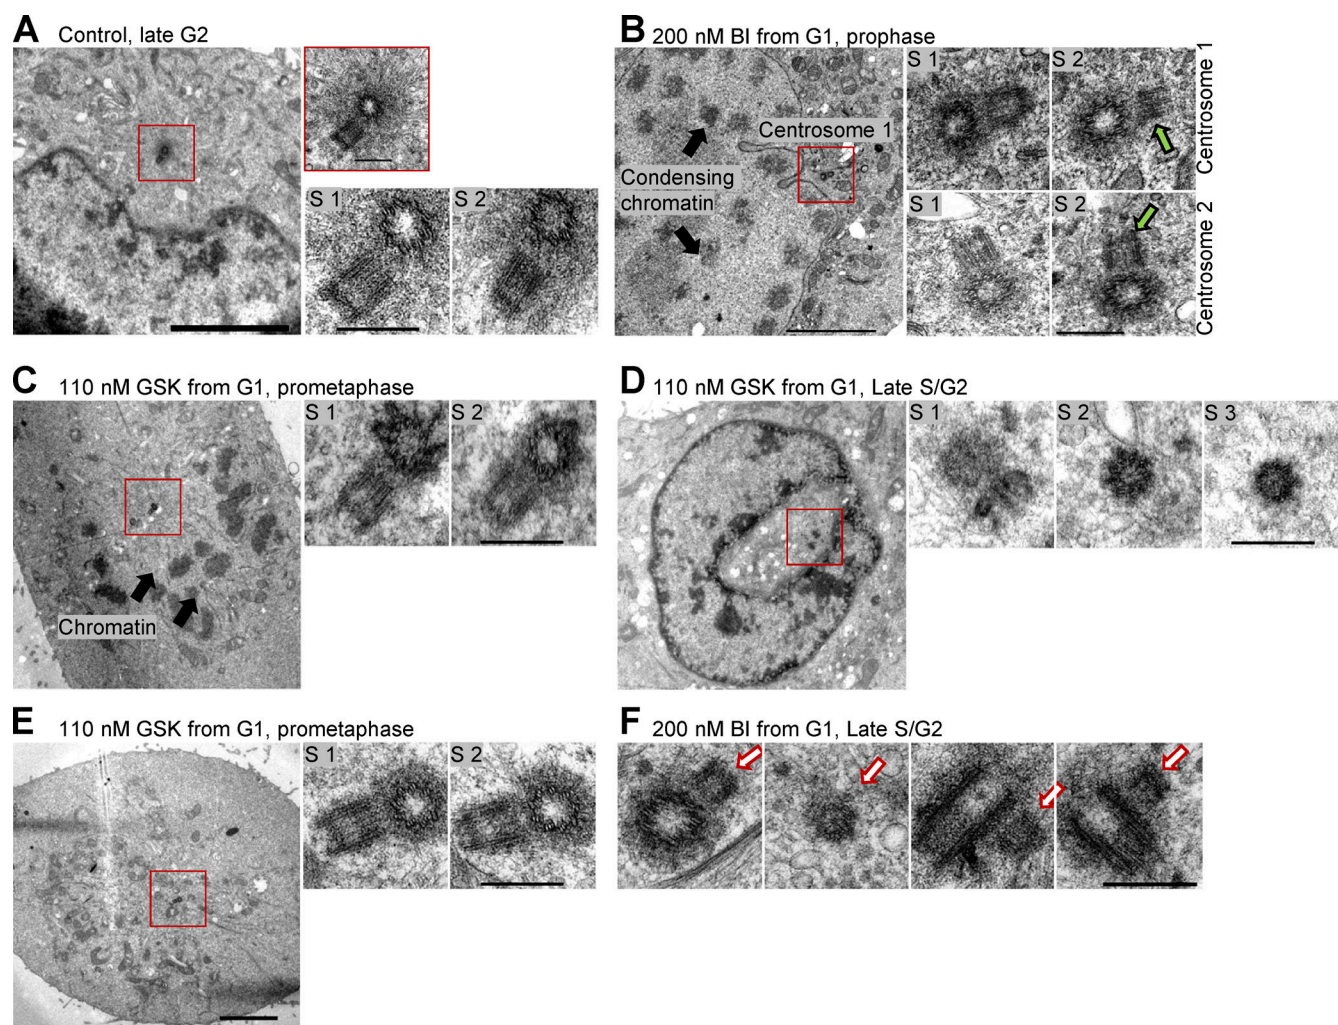 A Control, late G2
S 1
S 2
B 200 nM BI from G1, prophase
Condensing
chromatin
Centrosome 1
S 1
S 2
Centrosome 1
S 1
S 2
Centrosome 2
C 110 nM GSK from G1, prometaphase
Chromatin
S 1
S 2
D 110 nM GSK from G1, Late S/G2
S 1
S 2
S 3
E 110 nM GSK from G1, prometaphase
S 1
S 2
F 200 nM BI from G1, Late S/G2